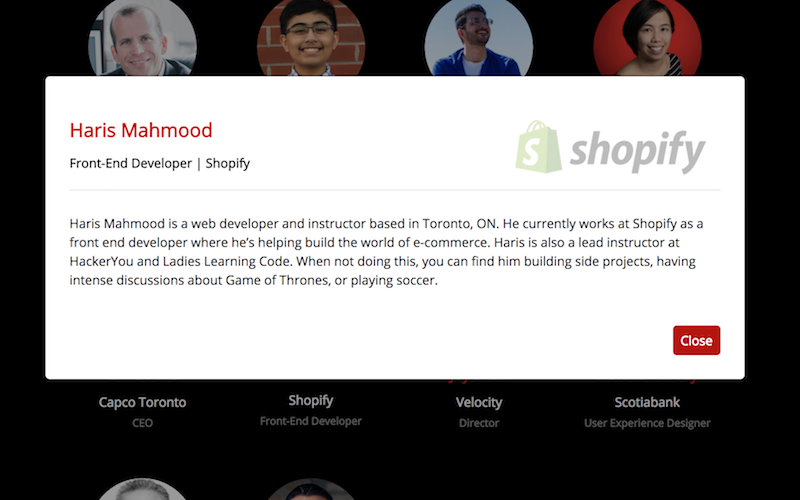 Haris Mahmood
shopify
Front-End Developer | Shopify
Haris Mahmood is a web developer and instructor based in Toronto, ON. He currently works at Shopify as a
front end developer where he's helping build the world of e-commerce. Haris is also a lead instructor at
HackerYou and Ladies Learning Code. When not doing this, you can find him building side projects, having
intense discussions about Game of Thrones, or playing soccer.
Close
Capco Toronto
Shopify
Velocity
Scotiabank
CEO
Front-End Developer
Director
User Experience Designer